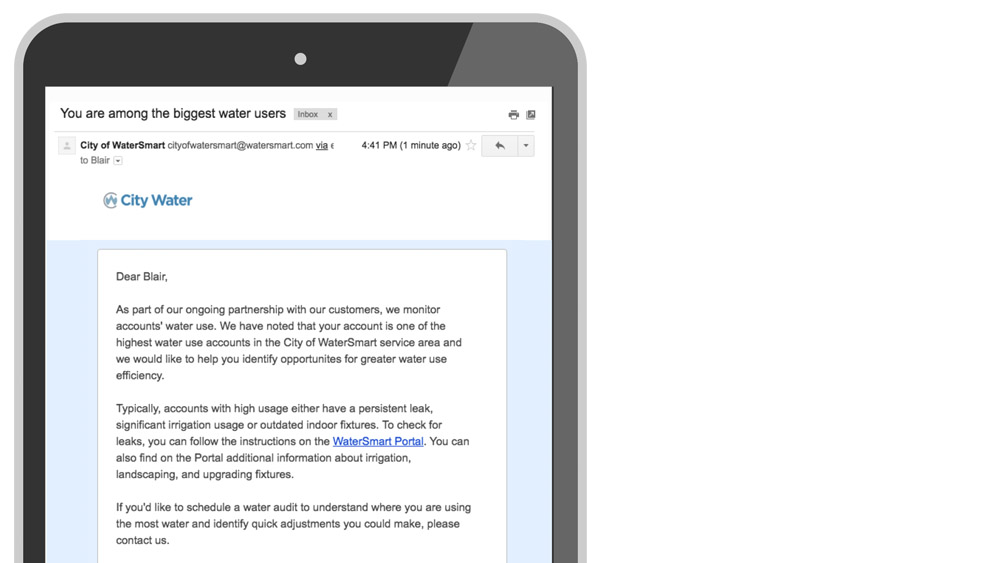 You are among the biggest water users Inbox x
City of WaterSmart cityofwatersmart@watersmart.com via 4:41 PM (1 minute ago)
to Blair
City Water
Dear Blair,
As part of our ongoing partnership with our customers, we monitor
accounts' water use. We have noted that your account is one of the
highest water use accounts in the City of WaterSmart service area and
we would like to help you identify opportunites for greater water use
efficiency.
Typically, accounts with high usage either have a persistent leak,
significant irrigation usage or outdated indoor fixtures. To check for
leaks, you can follow the instructions on the WaterSmart Portal. You can
also find on the Portal additional information about irrigation,
landscaping, and upgrading fixtures.
If you'd like to schedule a water audit to understand where you are using
the most water and identify quick adjustments you could make, please
contact us.